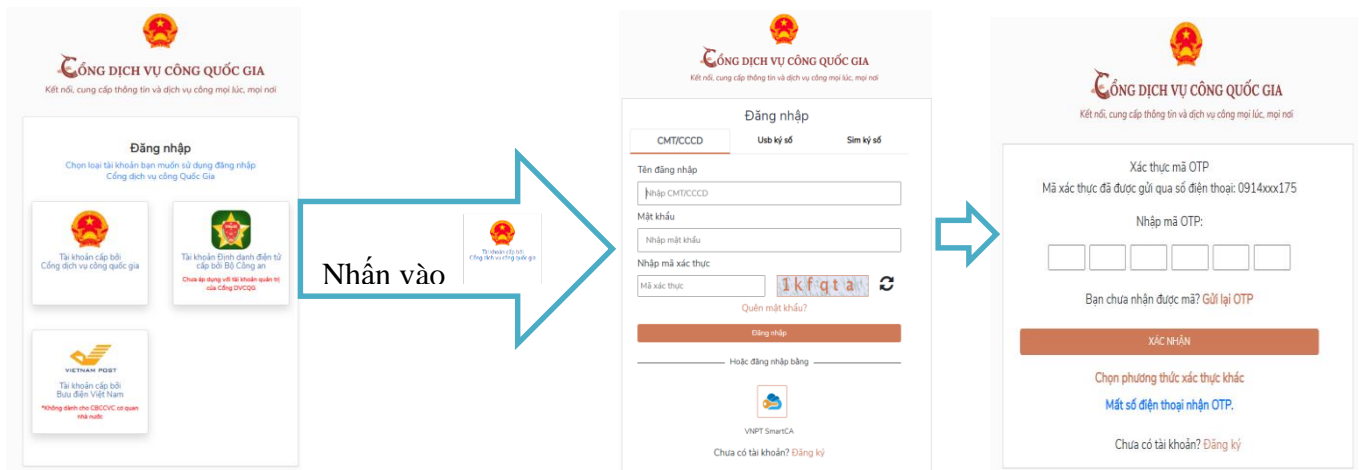 CỔNG DỊCH VỤ CÔNG QUỐC GIA
Kết nối, cung cấp thông tin và dịch vụ công mọi lúc, mọi nơi
Đăng nhập
Chọn loại tài khoản bạn muốn sử dụng đăng nhập
Cổng dịch vụ công Quốc Gia
Tài khoản cấp bởi
Cổng dịch vụ công quốc gia
Tài khoản Định danh điện tử
cấp bởi Bộ Công an
Chưa áp dụng với tài khoản quản trị
của Cổng DVCQG
VIETNAM POST
Tài khoản cấp bởi
Bưu điện Việt Nam
*Không dành cho CBCCVC cơ quan
nhà nước
Nhấn vào
Tài khoản cấp bởi
Cổng dịch vụ công quốc gia
CỔNG DỊCH VỤ CÔNG QUỐC GIA
Kết nối, cung cấp thông tin và dịch vụ công mọi lúc, mọi nơi
Đăng nhập
CMT/CCCD Usb ký số Sim ký số
Tên đăng nhập
Nhập CMT/CCCD
Mật khẩu
Nhập mật khẩu
Nhập mã xác thực
Mã xác thực 1kfqta
Quên mật khẩu?
Đăng nhập
Hoặc đăng nhập bằng
VNPT SmartCA
Chưa có tài khoản? Đăng ký
CỔNG DỊCH VỤ CÔNG QUỐC GIA
Kết nối, cung cấp thông tin và dịch vụ công mọi lúc, mọi nơi
Xác thực mã OTP
Mã xác thực đã được gửi qua số điện thoại: 0914xxx175
Nhập mã OTP:
Bạn chưa nhận được mã? Gửi lại OTP
XÁC NHẬN
Chọn phương thức xác thực khác
Mất số điện thoại nhận OTP.
Chưa có tài khoản? Đăng ký